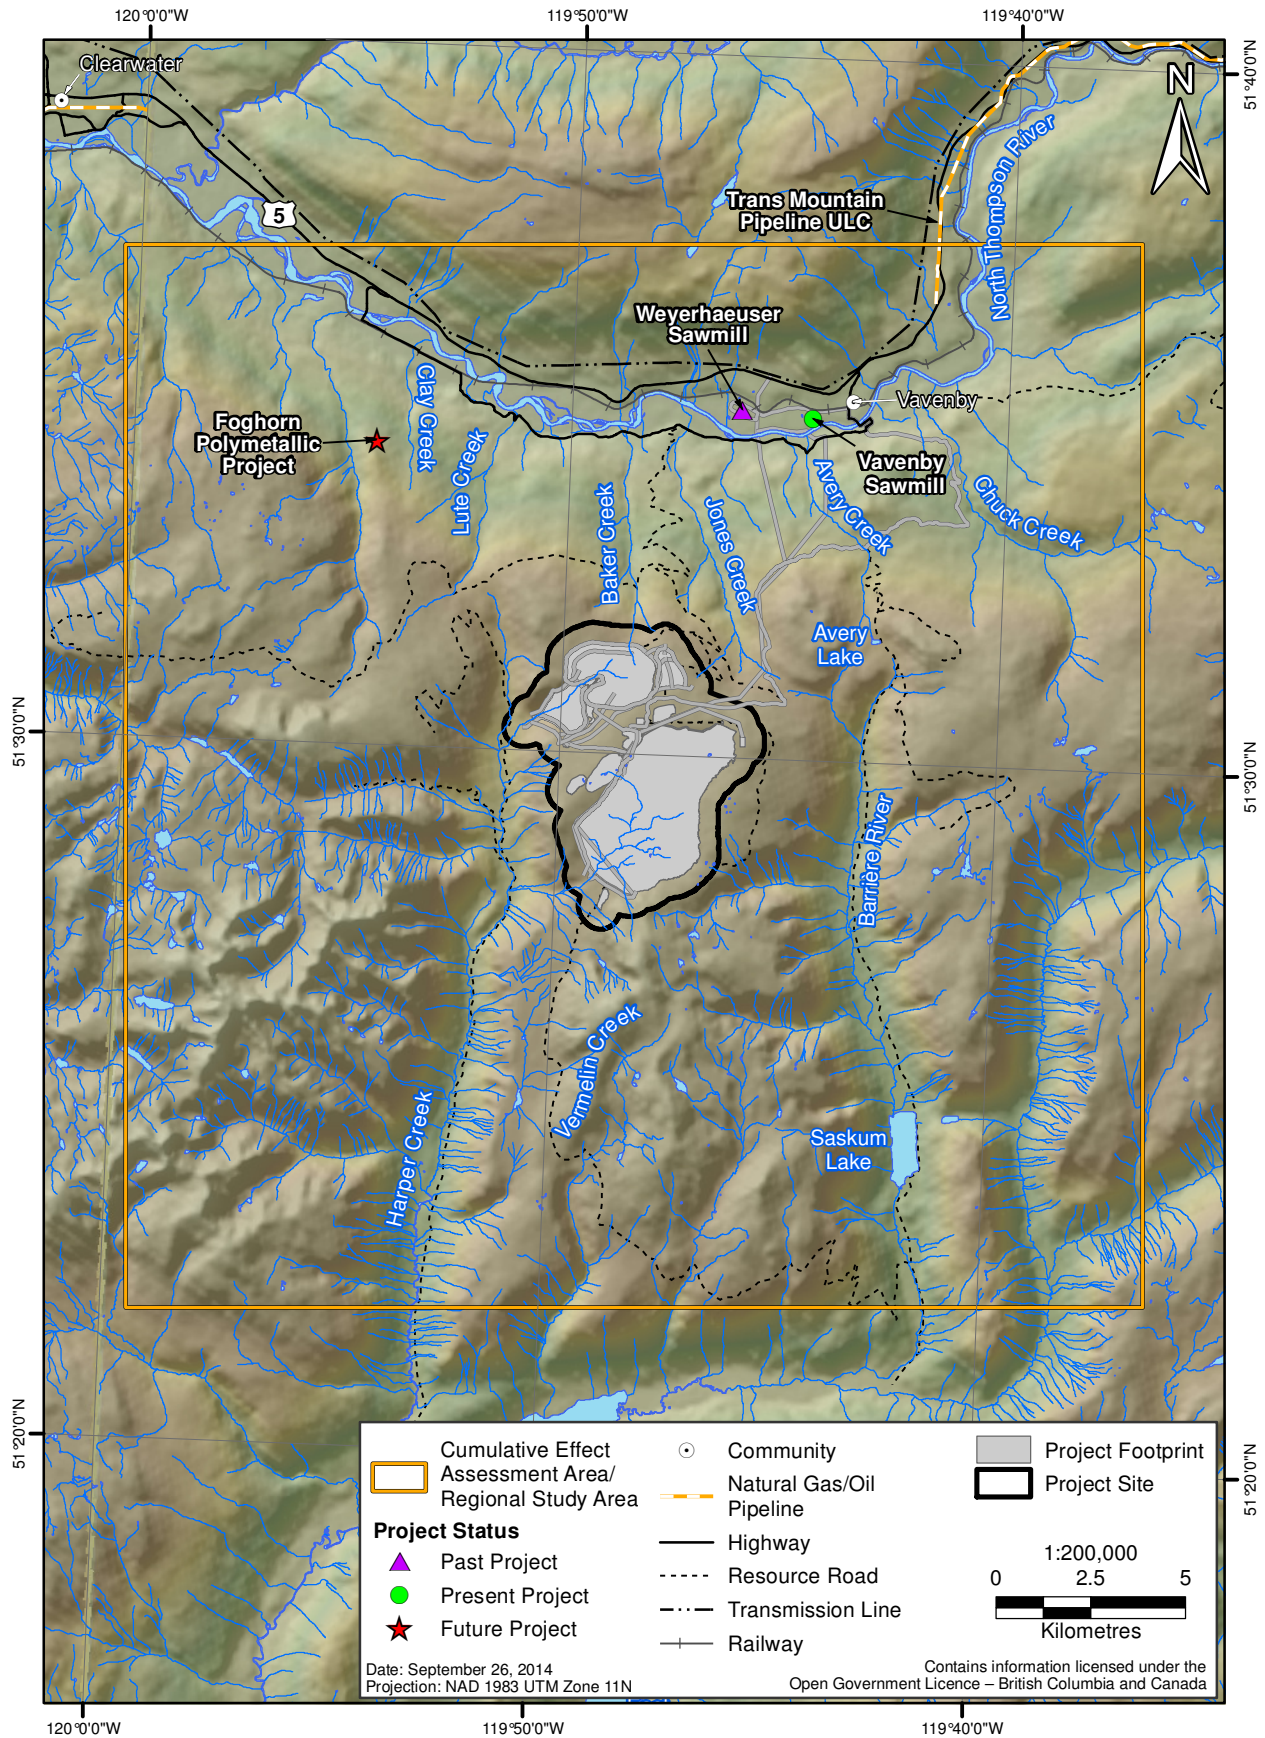 120°0'0"W
119°50'0"W
119°40'0"W
Clearwater
51°40'0"N
N
5
Trans Mountain
Pipeline ULC
North Thompson River
Weyerhaeuser
Sawmill
Vavenby
Foghorn
Polymetallic
Project
Clay Creek
Lute Creek
Vavenby
Sawmill
Baker Creek
Jones Creek
Avery Creek
Chuck Creek
Avery
Lake
51°30'0"N
51°30'0"N
Barrière River
Vermelin Creek
Harper Creek
Saskum
Lake
51°20'0"N
51°20'0"N
Cumulative Effect
Assessment Area/
Regional Study Area
Project Status
Past Project
Present Project
Future Project
Community
Natural Gas/Oil
Pipeline
Highway
Resource Road
Transmission Line
Railway
Project Footprint
Project Site
1:200,000
0 2.5 5
Kilometres
Date: September 26, 2014
Projection: NAD 1983 UTM Zone 11N
Contains information licensed under the
Open Government Licence – British Columbia and Canada
120°0'0"W
119°50'0"W
119°40'0"W